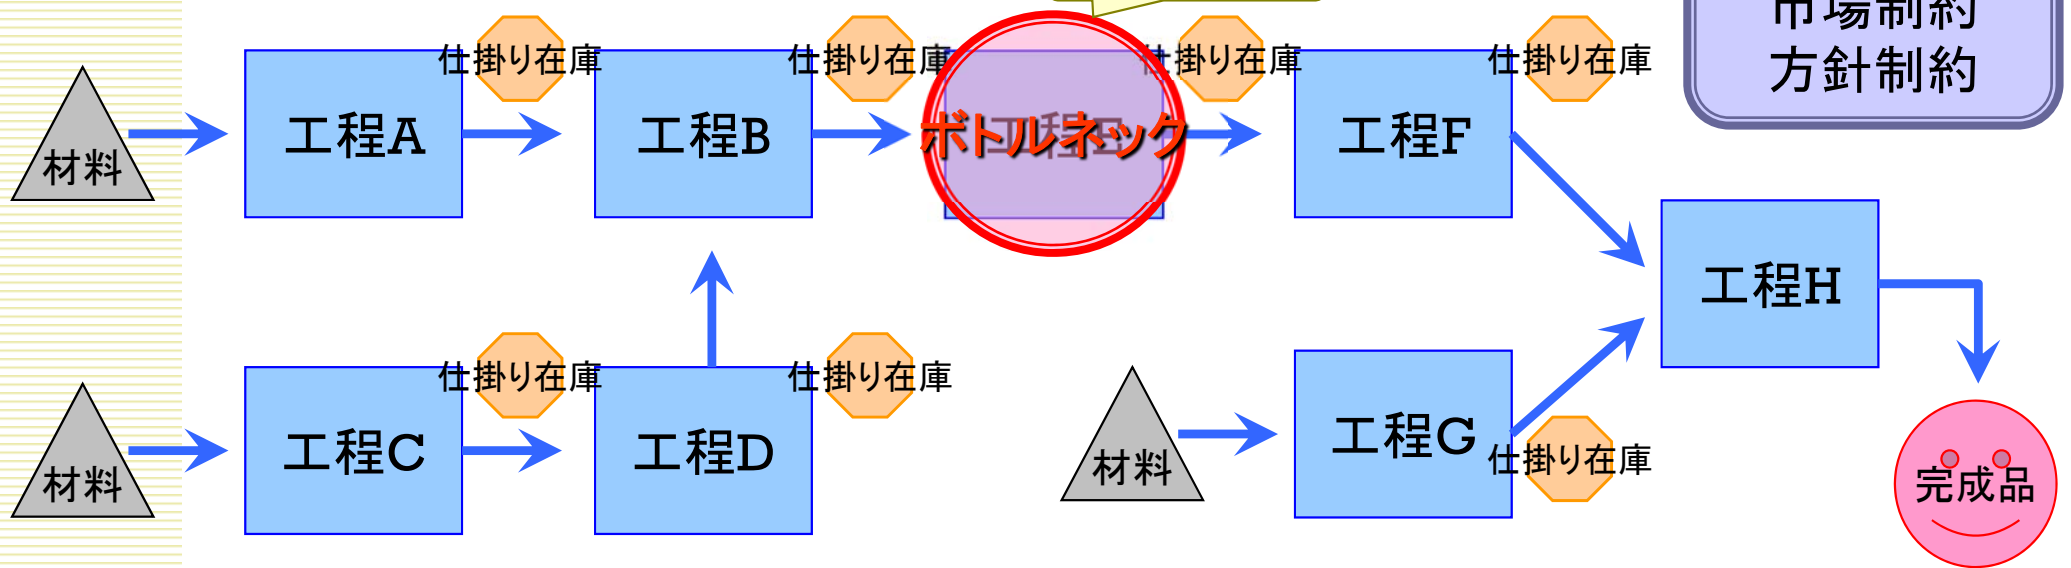 市場制約
方針制約
仕掛り在庫
仕掛り在庫
仕掛り在庫
仕掛り在庫
材料
工程A
工程B
ボトルネック
工程F
工程H
仕掛り在庫
仕掛り在庫
材料
工程C
工程D
材料
工程G
仕掛り在庫
完成品